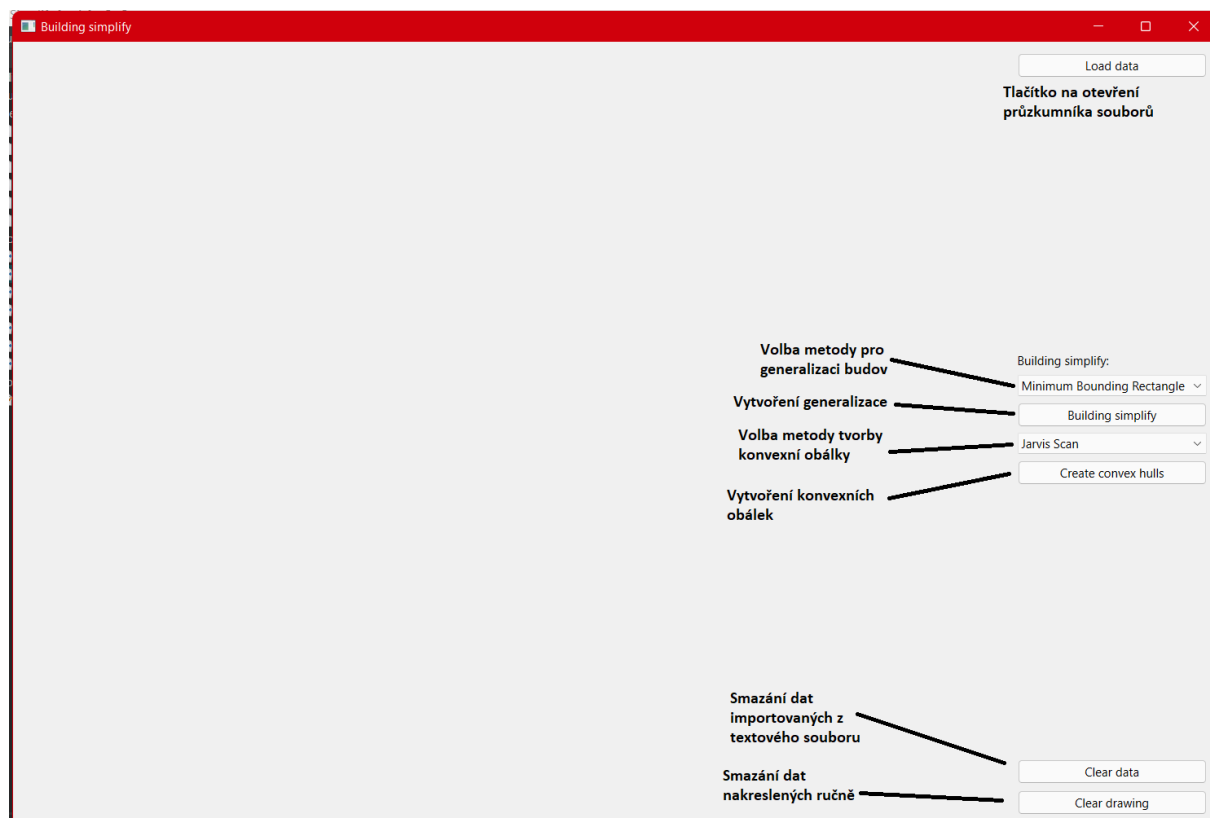 Building simplify
Load data
Tlačítko na otevření
průzkumníka souborů
Volba metody pro
generalizaci budov
Building simplify:
Minimum Bounding Rectangle
Vytvoření generalizace
Building simplify
Volba metody tvorby
konvexní obálky
Jarvis Scan
Create convex hulls
Vytvoření konvexních
obálek
Smazání dat
importovaných z
textového souboru
Clear data
Smazání dat
nakreslených ručně
Clear drawing